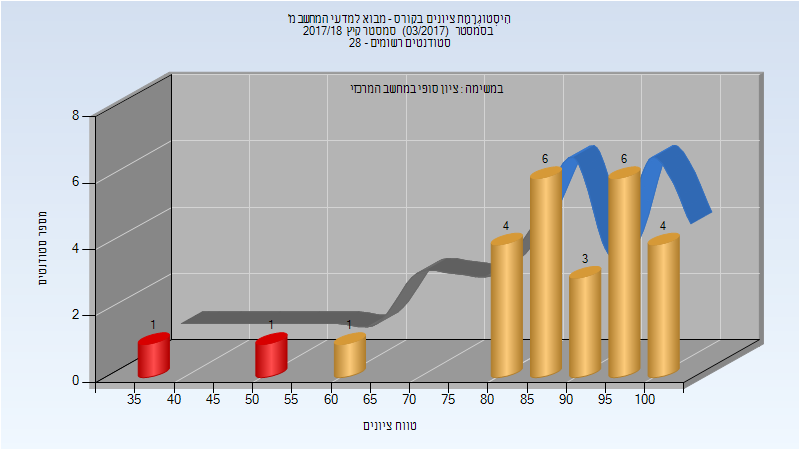 היסטוגרמת ציונים בקורס - מבוא למדעי המחשב מ'
בסמסטר (03/2017) סמסטר קיץ 2017/18
סטודנטים רשומים - 28
במשימה : ציון סופי במחשב המרכזי
מספר סטודנטים
8
6
4
2
0
1
1
1
4
6
3
6
4
35 40 45 50 55 60 65 70 75 80 85 90 95 100
טווח ציונים